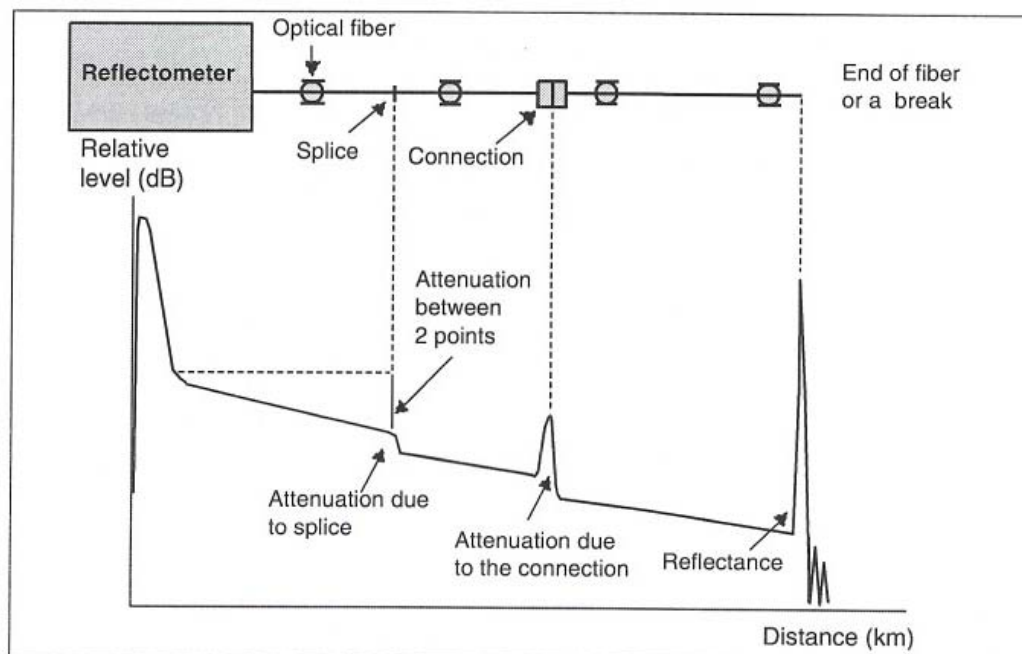 Optical fiber
Reflectometer
End of fiber
or a break
Splice
Connection
Relative
level (dB)
Attenuation
between
2 points
Attenuation due
to splice
Attenuation due
to the connection
Reflectance
Distance (km)